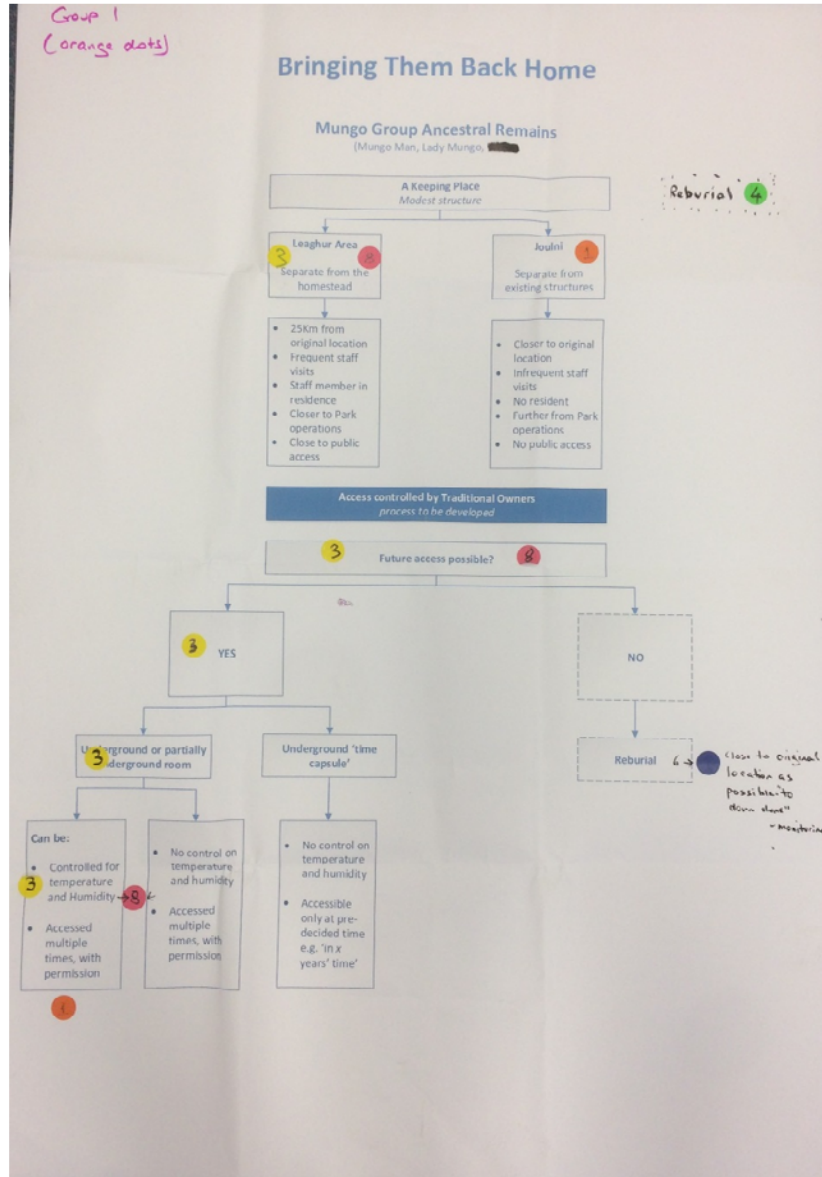 Group 1
(orange dots)
Bringing Them Back Home
Mungo Group Ancestral Remains
(Mungo Man, Lady Mungo,
A Keeping Place
Modest structure
Reburial 4
Leaghur Area
3 8
Separate from the
homestead
Joulni 1
Separate from
existing structures
• 25Km from
original location
• Frequent staff
visits
• Staff member in
residence
• Closer to Park
operations
• Close to public
access
• Closer to original
location
• Infrequent staff
visits
• No resident
• Further from Park
operations
• No public access
Access controlled by Traditional Owners
process to be developed
3 Future access possible? 8
3 YES
NO
Underground or partially
3 underground room
Underground 'time
capsule'
Reburial 6 →
Close to original
location as
possible to
down
- monitoring
Can be:
• Controlled for
3 temperature
and Humidity → 8
• Accessed
multiple
times, with
permission
1
• No control on
temperature
and humidity
• Accessed
multiple
times, with
permission
• No control on
temperature
and humidity
• Accessible
only at pre-
decided time
e.g. 'in x
years' time'